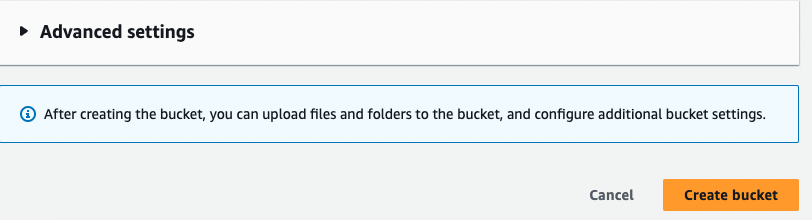 Advanced settings
After creating the bucket, you can upload files and folders to the bucket, and configure additional bucket settings.
Cancel
Create bucket